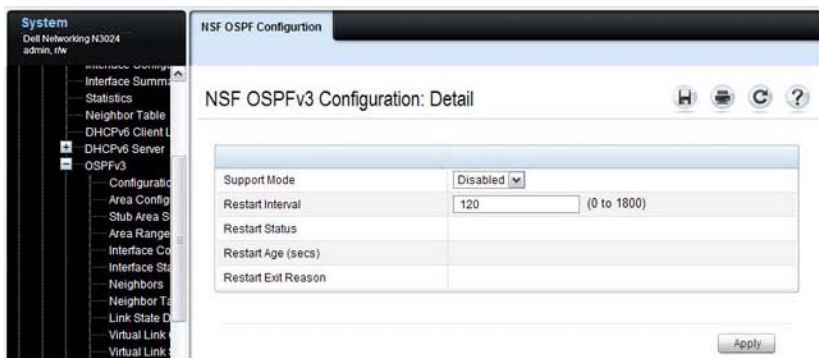 System
Dell Networking N3024
admin, r/w
NSF OSPF Configurtion
Interface Summa
Statistics
Neighbor Table
DHCPv6 Client L
DHCPv6 Server
OSPFv3
Configuratic
Area Config
Stub Area S
Area Range
Interface Co
Interface Sta
Neighbors
Neighbor Ta
Link State D
Virtual Link
Virtual Link
NSF OSPFv3 Configuration: Detail
Support Mode Disabled
Restart Interval 120 (0 to 1800)
Restart Status
Restart Age (secs)
Restart Exit Reason
Apply